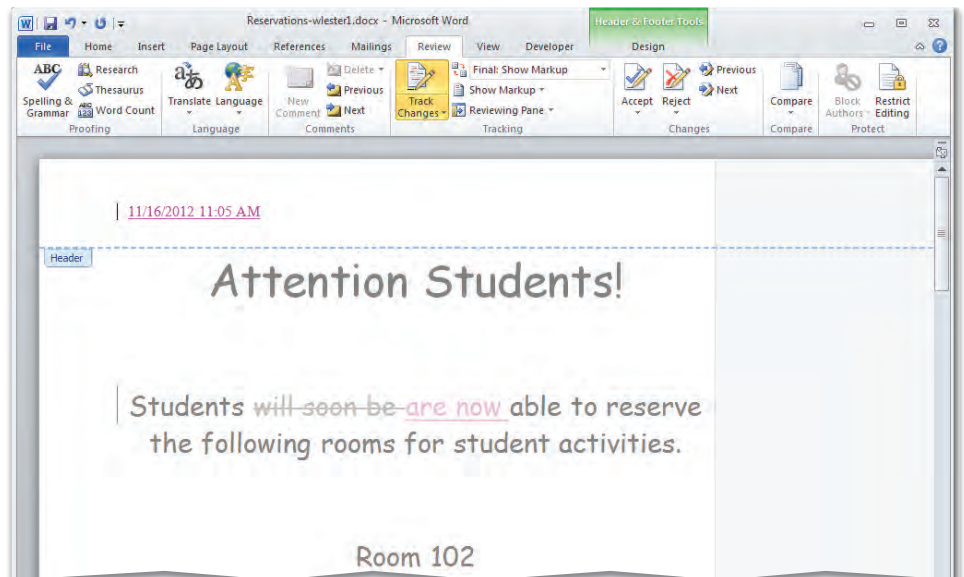 Reservations-wlester1.docx - Microsoft Word
Header & Footer Tools
File Home Insert Page Layout References Mailings Review View Developer Design
ABC
Spelling & Grammar
Research
Thesaurus
ABC 123 Word Count
Proofing
Translate
Language
Language
New Comment
Delete
Previous
Next
Comments
Track Changes
Final: Show Markup
Show Markup
Reviewing Pane
Tracking
Accept
Reject
Previous
Next
Changes
Compare
Compare
Block Authors
Restrict Editing
Protect
11/16/2012 11:05 AM
Header
Attention Students!
Students will soon be are now able to reserve
the following rooms for student activities.
Room 102